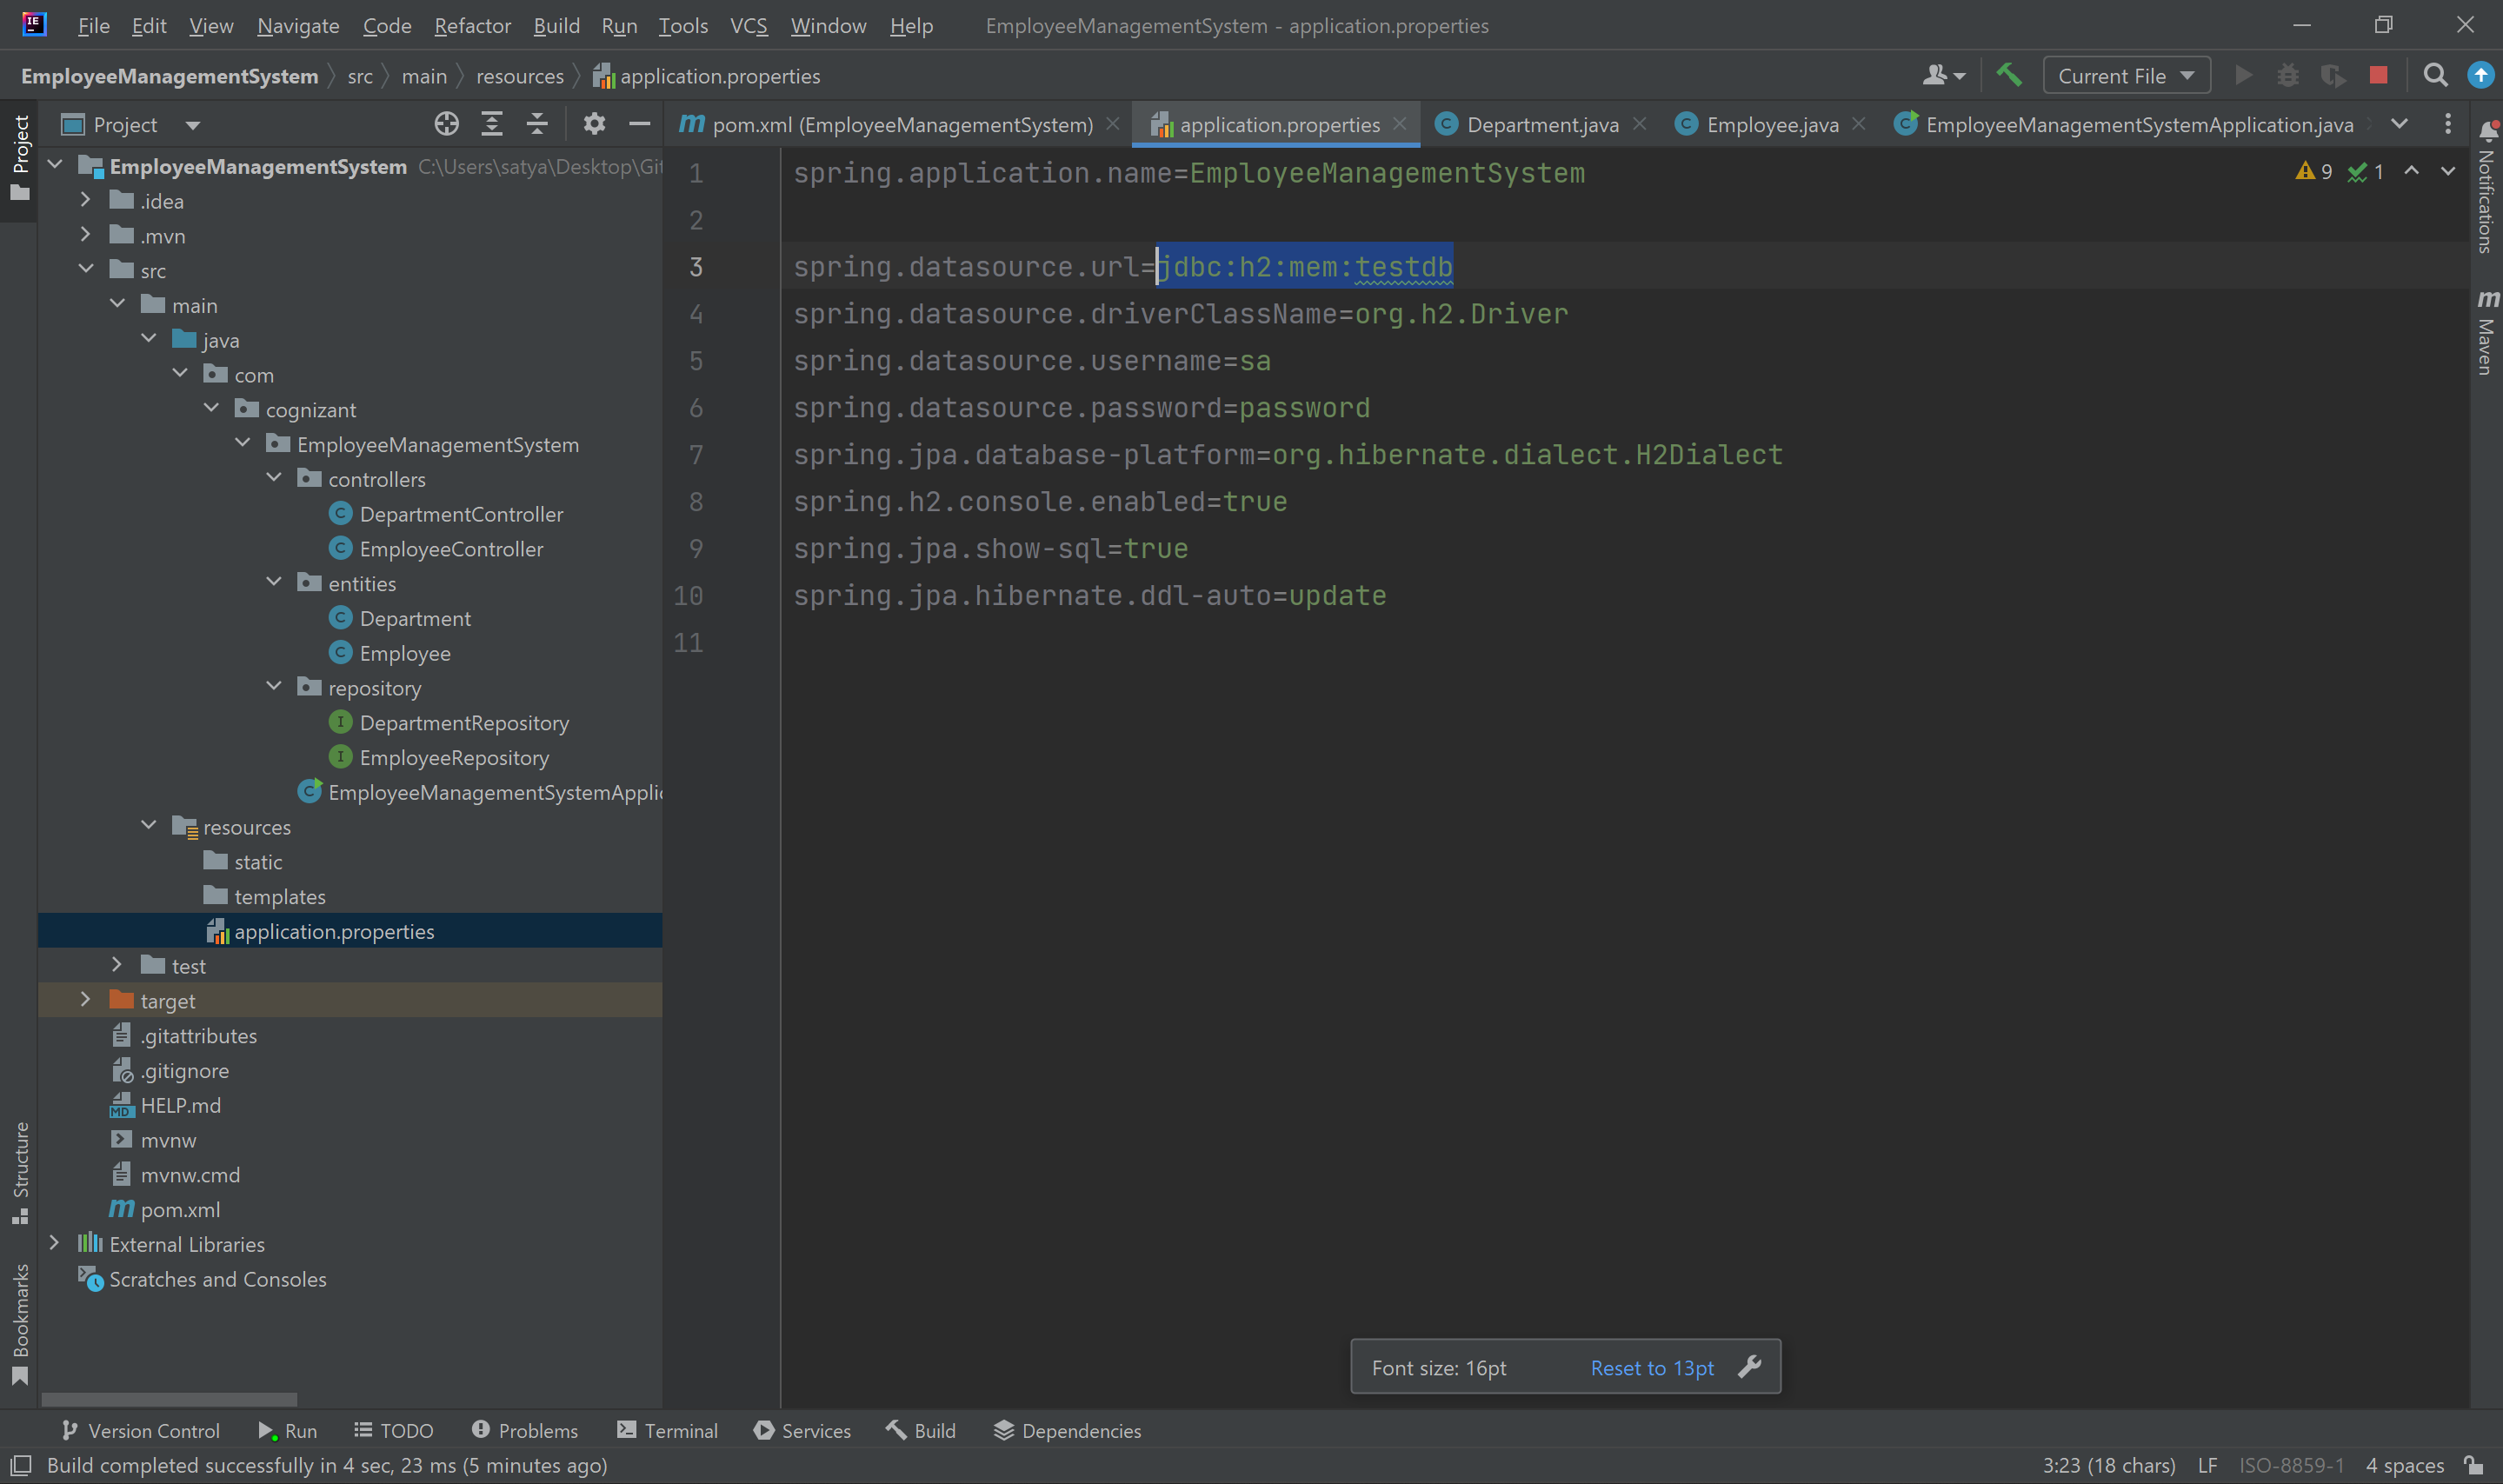 File Edit View Navigate Code Refactor Build Run Tools VCS Window Help EmployeeManagementSystem - application.properties
EmployeeManagementSystem src main resources application.properties Current File
Project
pom.xml (EmployeeManagementSystem) application.properties Department.java Employee.java EmployeeManagementSystemApplication.java
Project
Structure
Bookmarks
EmployeeManagementSystem C:\Users\satya\Desktop\Git
.idea
.mvn
src
main
java
com
cognizant
EmployeeManagementSystem
controllers
DepartmentController
EmployeeController
entities
Department
Employee
repository
DepartmentRepository
EmployeeRepository
EmployeeManagementSystemApplic
resources
static
templates
application.properties
test
target
.gitattributes
.gitignore
HELP.md
mvnw
mvnw.cmd
pom.xml
External Libraries
Scratches and Consoles
1 spring.application.name=EmployeeManagementSystem
2
3 spring.datasource.url=jdbc:h2:mem:testdb
4 spring.datasource.driverClassName=org.h2.Driver
5 spring.datasource.username=sa
6 spring.datasource.password=password
7 spring.jpa.database-platform=org.hibernate.dialect.H2Dialect
8 spring.h2.console.enabled=true
9 spring.jpa.show-sql=true
10 spring.jpa.hibernate.ddl-auto=update
11
9 1
Notifications
Maven
Font size: 16pt Reset to 13pt
Version Control Run TODO Problems Terminal Services Build Dependencies
Build completed successfully in 4 sec, 23 ms (5 minutes ago) 3:23 (18 chars) LF ISO-8859-1 4 spaces